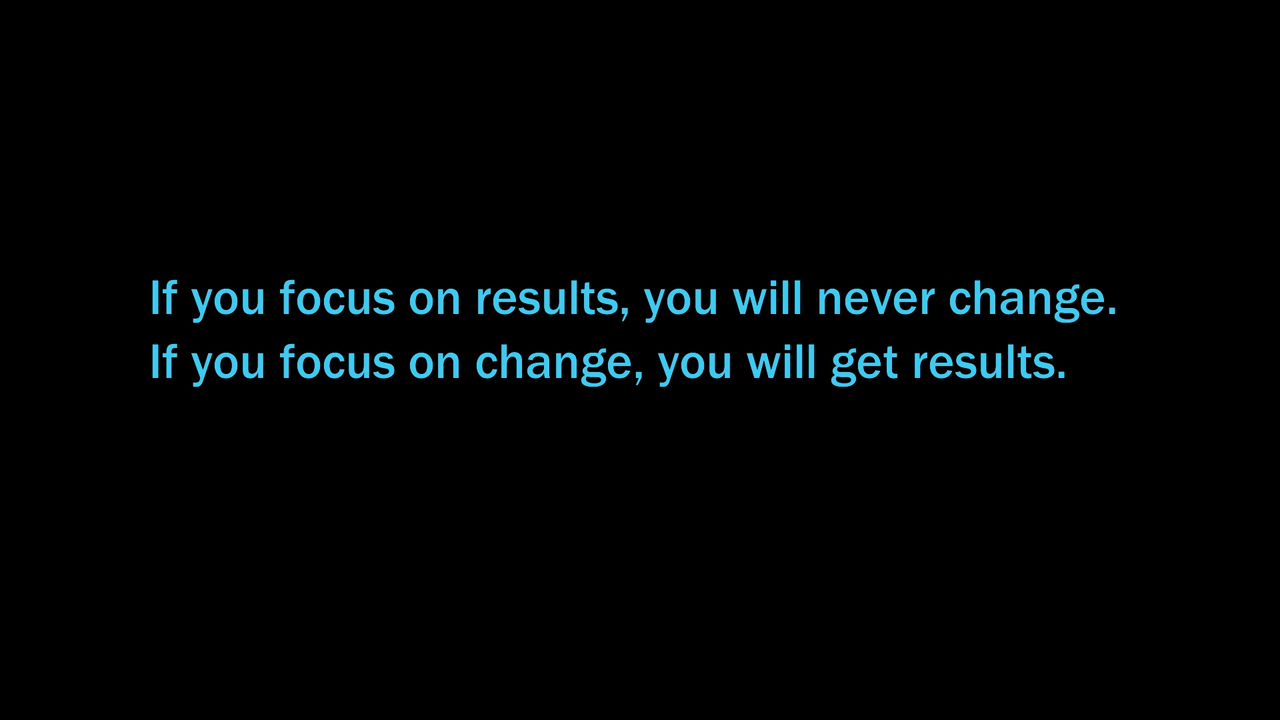 If you focus on results, you will never change.
If you focus on change, you will get results.